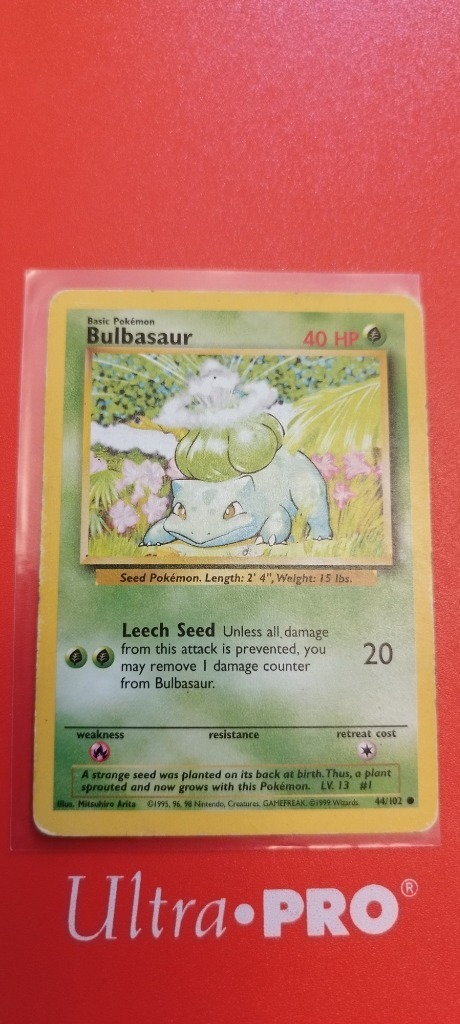 Basic Pokémon
Bulbasaur
40 HP
Seed Pokémon. Length: 2' 4", Weight: 15 lbs.
Leech Seed Unless all damage
from this attack is prevented, you
may remove 1 damage counter
from Bulbasaur.
20
weakness resistance retreat cost
A strange seed was planted on its back at birth. Thus, a plant
sprouted and now grows with this Pokémon. LV. 13 #1
Illus. Mitsuhiro Arita ©1995, 96, 98 Nintendo, Creatures, GAMEFREAK. ©1999 Wizards. 44/102
Ultra•PRO®